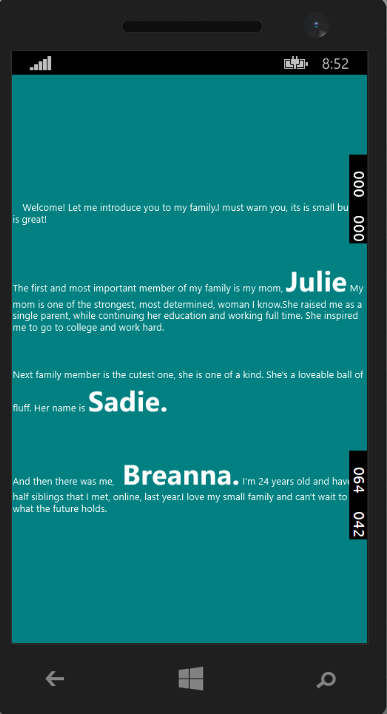 8:52
Welcome! Let me introduce you to my family.I must warn you, its is small bu
is great!
000 000
The first and most important member of my family is my mom, Julie My
mom is one of the strongest, most determined, woman I know.She raised me as a
single parent, while continuing her education and working full time. She inspired
me to go to college and work hard.
Next family member is the cutest one, she is one of a kind. She's a loveable ball of
fluff. Her name is Sadie.
And then there was me, Breanna. I'm 24 years old and have
half siblings that I met, online, last year.I love my small family and can't wait to
what the future holds.
064 042